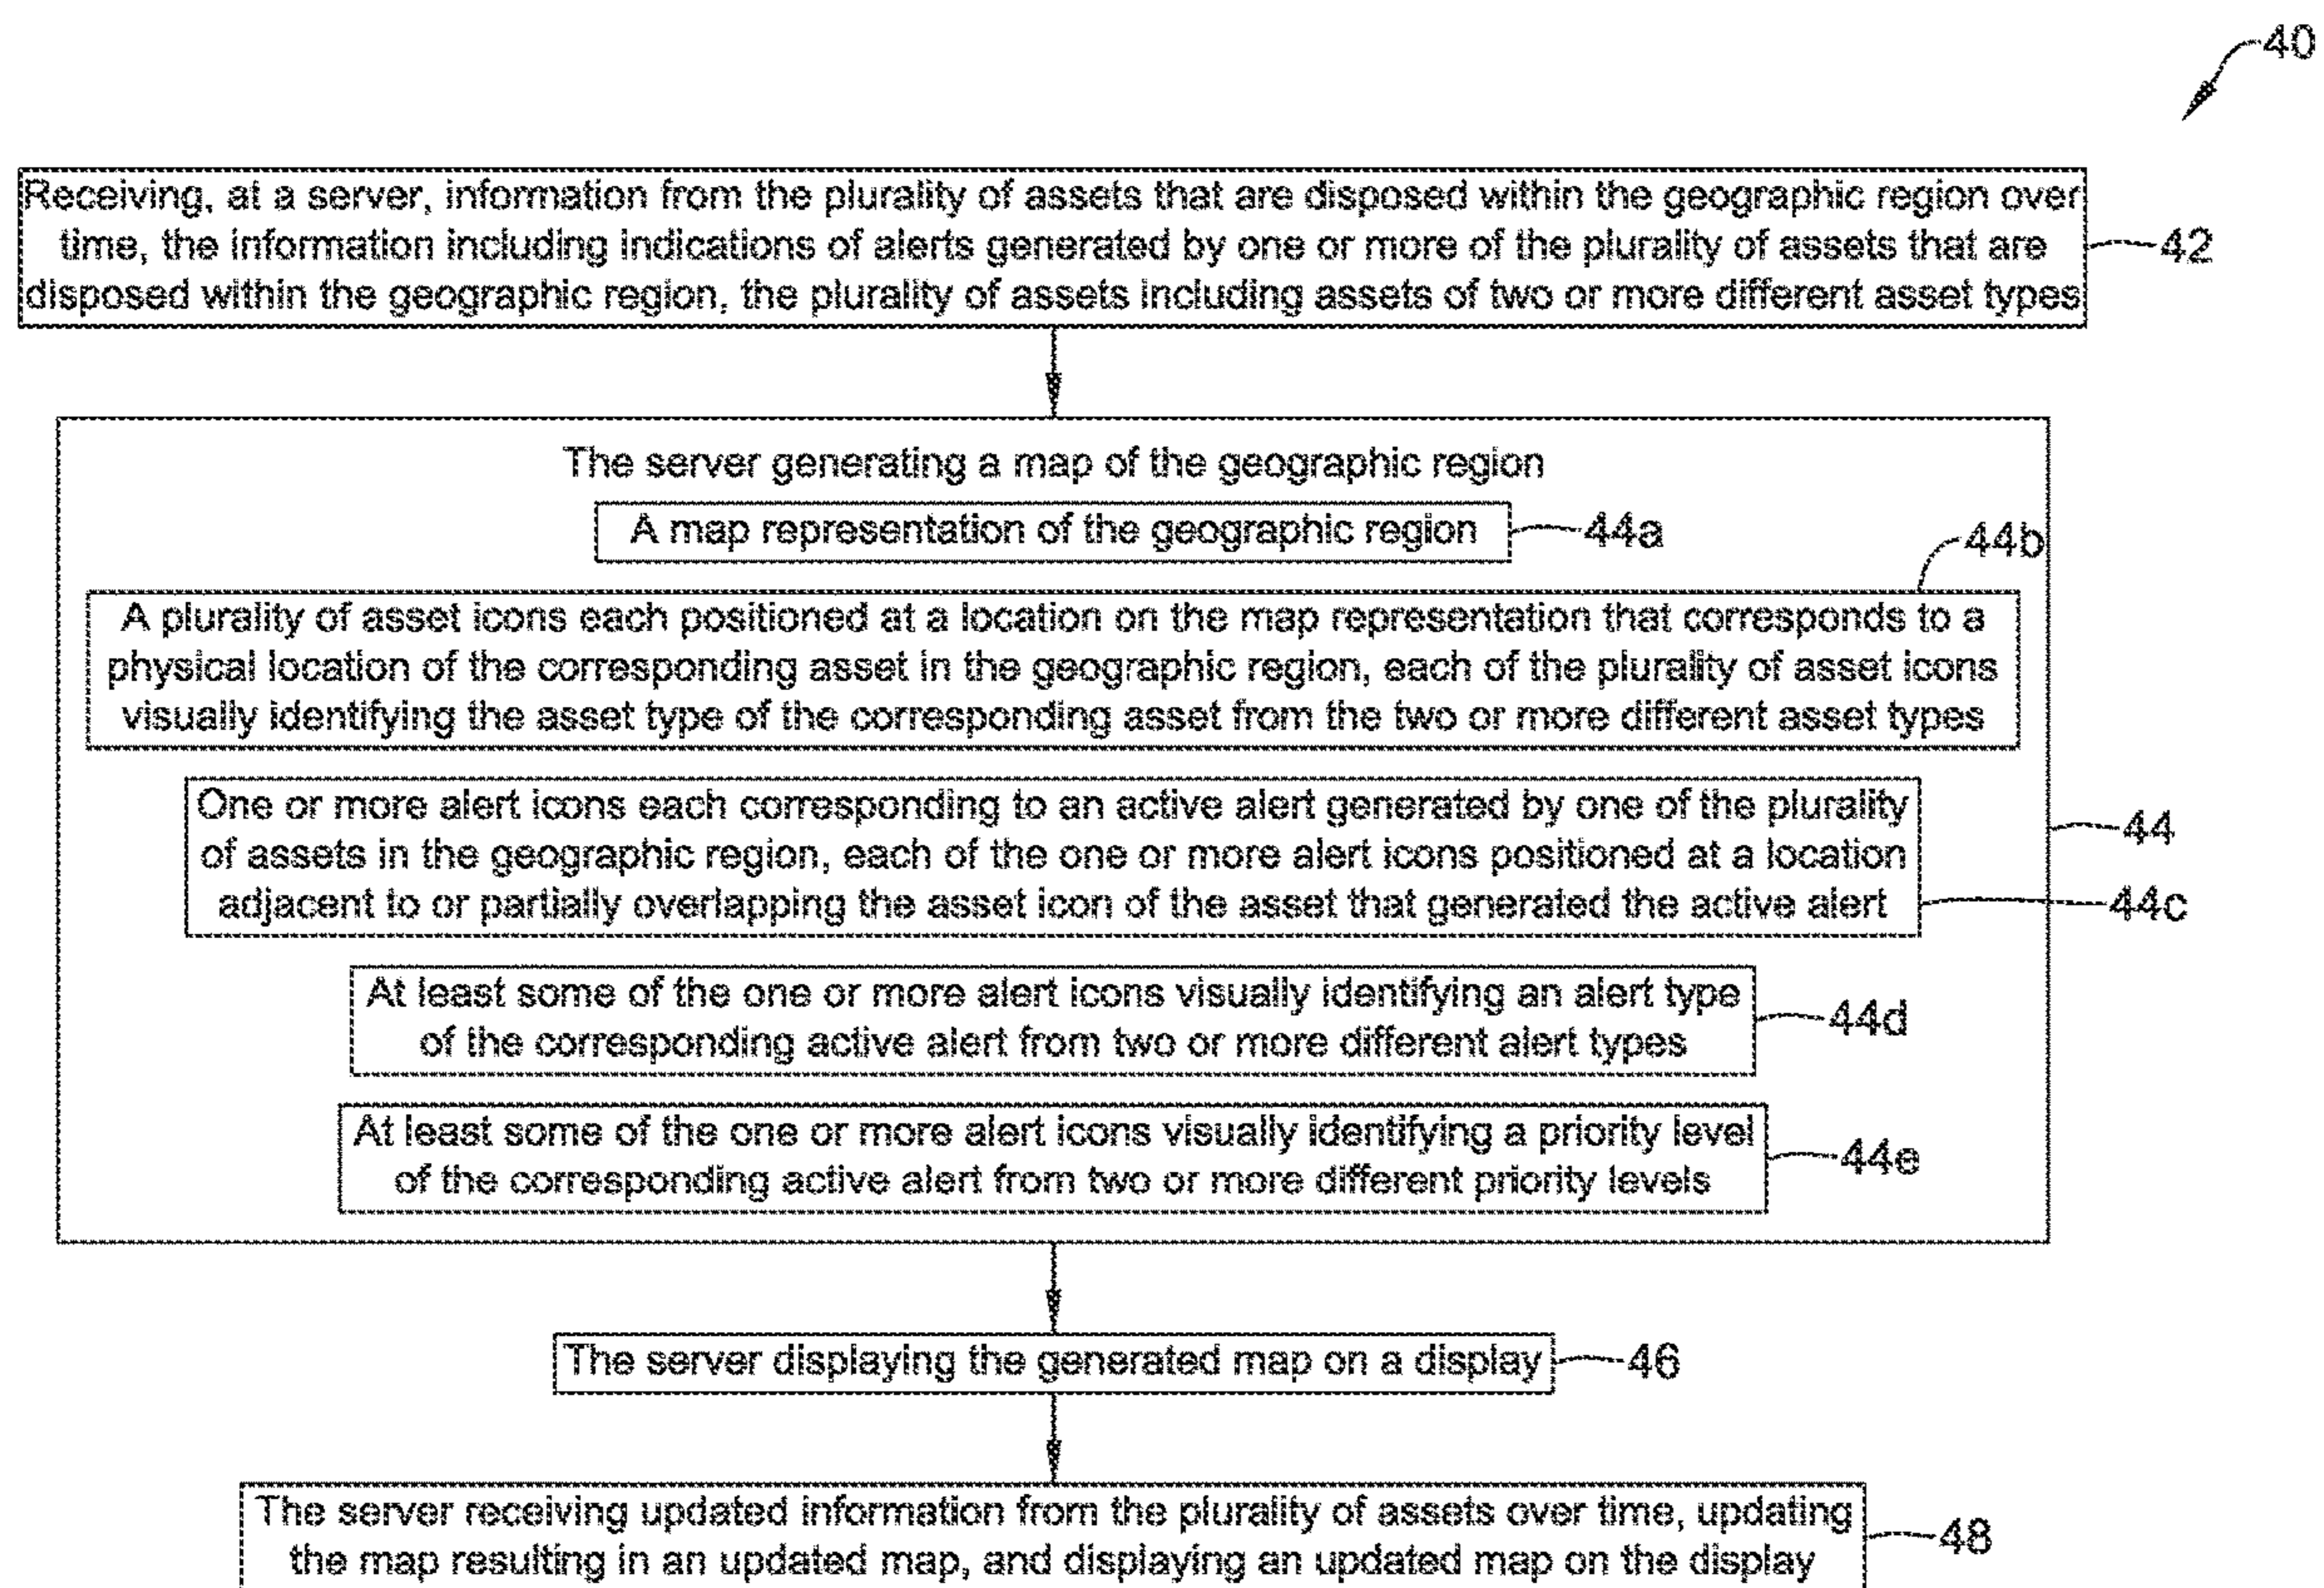 40
Receiving, at a server, information from the plurality of assets that are disposed within the geographic region over
time, the information including indications of alerts generated by one or more of the plurality of assets that are
disposed within the geographic region, the plurality of assets including assets of two or more different asset types
42
The server generating a map of the geographic region
A map representation of the geographic region
44a
44b
A plurality of asset icons each positioned at a location on the map representation that corresponds to a
physical location of the corresponding asset in the geographic region, each of the plurality of asset icons
visually identifying the asset type of the corresponding asset from the two or more different asset types
One or more alert icons each corresponding to an active alert generated by one of the plurality
of assets in the geographic region, each of the one or more alert icons positioned at a location
adjacent to or partially overlapping the asset icon of the asset that generated the active alert
44
44c
At least some of the one or more alert icons visually identifying an alert type
of the corresponding active alert from two or more different alert types
44d
At least some of the one or more alert icons visually identifying a priority level
of the corresponding active alert from two or more different priority levels
44e
The server displaying the generated map on a display
46
The server receiving updated information from the plurality of assets over time, updating
the map resulting in an updated map, and displaying an updated map on the display
48